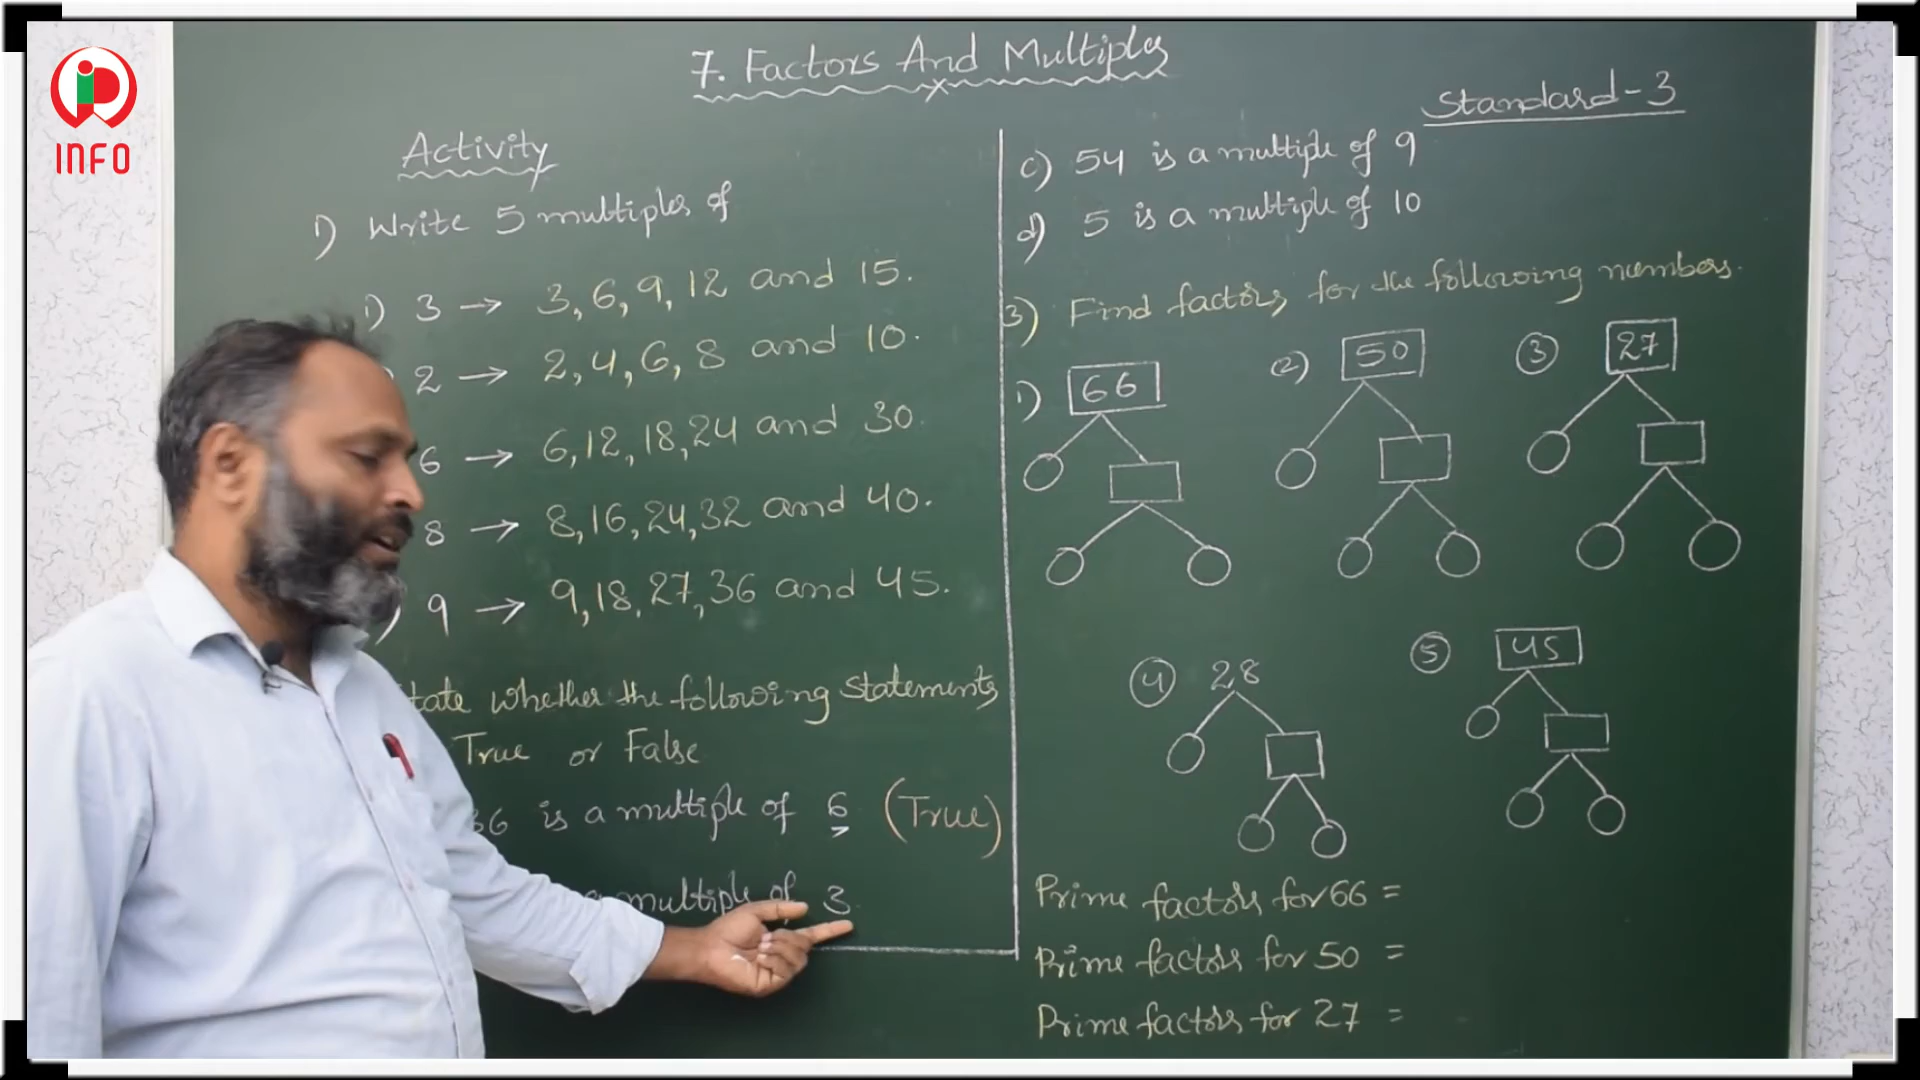 INFO
7. Factors And Multiples
Standard-3
Activity
1) Write 5 multiples of
i) 3 → 3, 6, 9, 12 and 15.
2 → 2, 4, 6, 8 and 10.
6 → 6, 12, 18, 24 and 30.
8 → 8, 16, 24, 32 and 40.
9 → 9, 18, 27, 36 and 45.
whether the following statements
True or False
36 is a multiple of 6 (True)
a multiple of 3
c) 54 is a multiple of 9
d) 5 is a multiple of 10
3) Find factors for the following numbers.
1) 66
(2) 50
3 27
4 28
5 45
Prime factors for 66 =
Prime factors for 50 =
Prime factors for 27 =